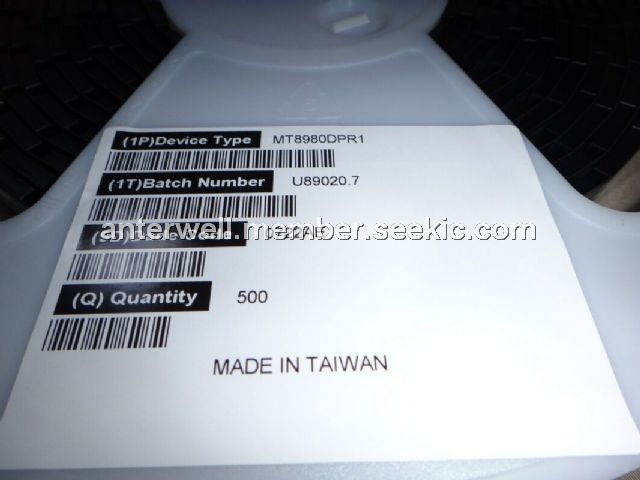 (1P)Device Type MT8980DPR1
(1T)Batch Number U89020.7
anterwell.member.seekic.com
(Q) Quantity 500
MADE IN TAIWAN